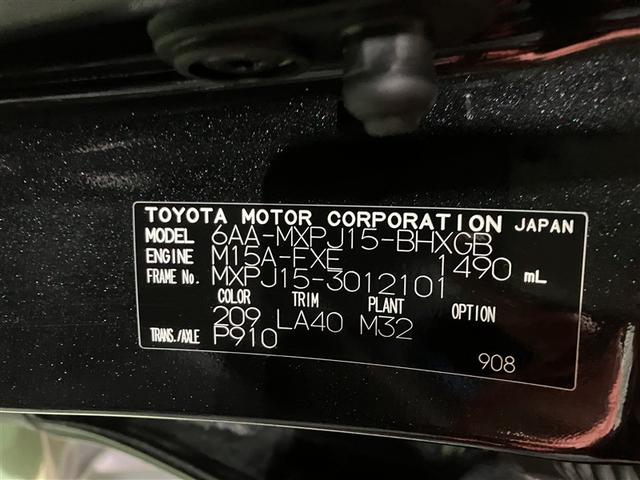 TOYOTA MOTOR CORPORATION JAPAN
MODEL 6AA-MXPJ15-BHXGB
ENGINE M15A-FXE 1490 mL
FRAME No. MXPJ15-3012101
COLOR TRIM PLANT OPTION
209 LA40 M32
TRANS./AXLE P910
908